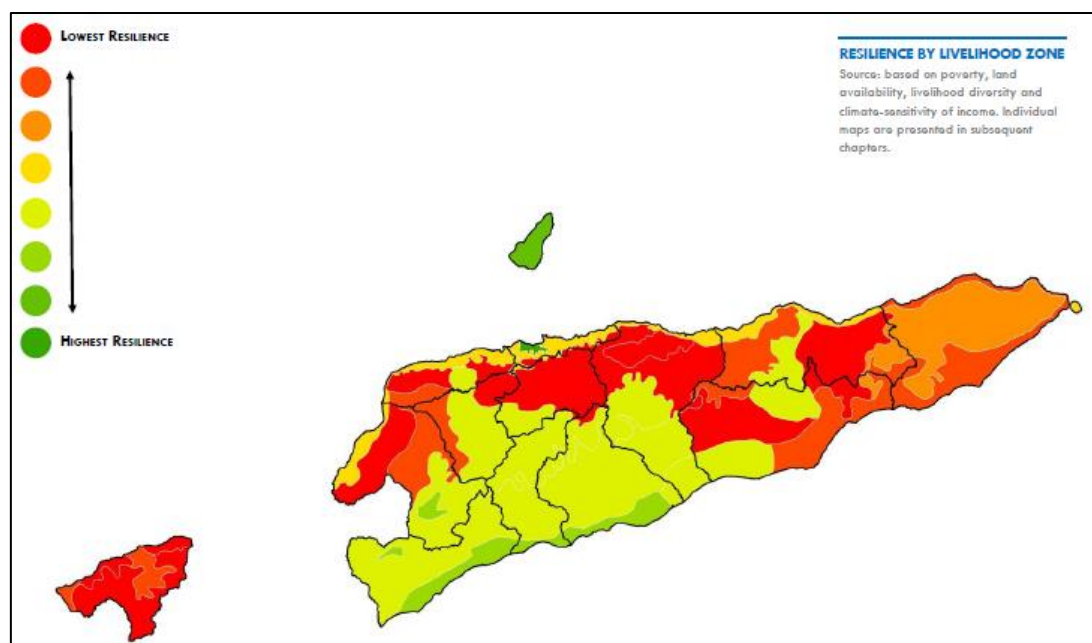 LOWEST RESILIENCE
RESILIENCE BY LIVELIHOOD ZONE
Source: based on poverty, land
availability, livelihood diversity and
climate-sensitivity of income. Individual
maps are presented in subsequent
chapters.
HIGHEST RESILIENCE